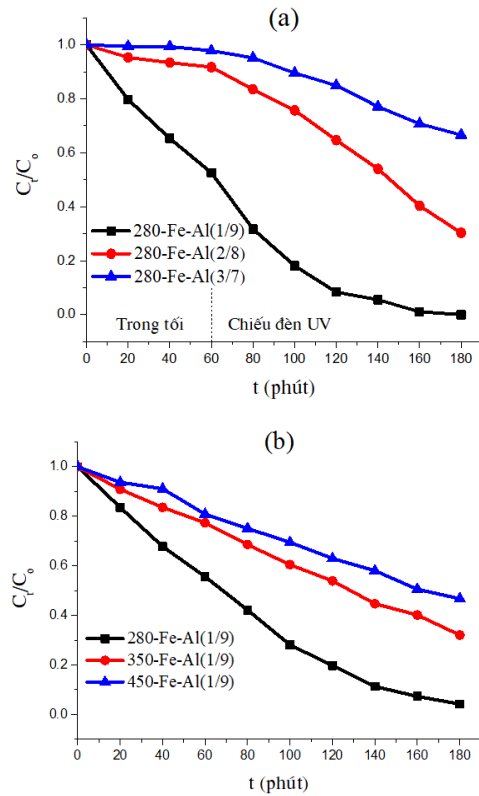 (a)
1.0
0.8
0.6
0.4
0.2
0.0
Cₜ/Cₒ
280-Fe-Al(1/9)
280-Fe-Al(2/8)
280-Fe-Al(3/7)
Trong tối
Chiếu đèn UV
0 20 40 60 80 100 120 140 160 180
t (phút)
(b)
1.0
0.8
0.6
0.4
0.2
0.0
Cₜ/Cₒ
280-Fe-Al(1/9)
350-Fe-Al(1/9)
450-Fe-Al(1/9)
0 20 40 60 80 100 120 140 160 180
t (phút)